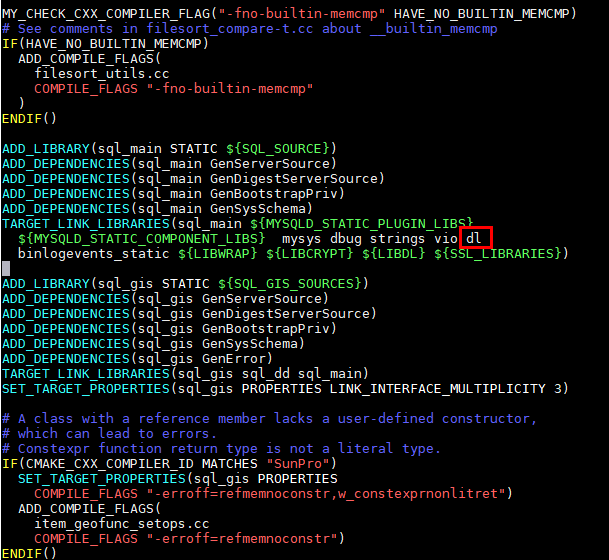 MY_CHECK_CXX_COMPILER_FLAG("-fno-builtin-memcmp" HAVE_NO_BUILTIN_MEMCMP)
# See comments in filesort_compare-t.cc about __builtin_memcmp
IF(HAVE_NO_BUILTIN_MEMCMP)
  ADD_COMPILE_FLAGS(
    filesort_utils.cc
    COMPILE_FLAGS "-fno-builtin-memcmp"
  )
ENDIF()

ADD_LIBRARY(sql_main STATIC ${SQL_SOURCE})
ADD_DEPENDENCIES(sql_main GenServerSource)
ADD_DEPENDENCIES(sql_main GenDigestServerSource)
ADD_DEPENDENCIES(sql_main GenBootstrapPriv)
ADD_DEPENDENCIES(sql_main GenSysSchema)
TARGET_LINK_LIBRARIES(sql_main ${MYSQLD_STATIC_PLUGIN_LIBS}
  ${MYSQLD_STATIC_COMPONENT_LIBS}  mysys dbug strings vio dl
  binlogevents_static ${LIBWRAP} ${LIBCRYPT} ${LIBDL} ${SSL_LIBRARIES})

ADD_LIBRARY(sql_gis STATIC ${SQL_GIS_SOURCES})
ADD_DEPENDENCIES(sql_gis GenServerSource)
ADD_DEPENDENCIES(sql_gis GenDigestServerSource)
ADD_DEPENDENCIES(sql_gis GenBootstrapPriv)
ADD_DEPENDENCIES(sql_gis GenSysSchema)
ADD_DEPENDENCIES(sql_gis GenError)
TARGET_LINK_LIBRARIES(sql_gis sql_dd sql_main)
SET_TARGET_PROPERTIES(sql_gis PROPERTIES LINK_INTERFACE_MULTIPLICITY 3)

# A class with a reference member lacks a user-defined constructor,
# which can lead to errors.
# Constexpr function return type is not a literal type.
IF(CMAKE_CXX_COMPILER_ID MATCHES "SunPro")
  SET_TARGET_PROPERTIES(sql_gis PROPERTIES
    COMPILE_FLAGS "-erroff=refmemnoconstr,w_constexprnonlitret")
  ADD_COMPILE_FLAGS(
    item_geofunc_setops.cc
    COMPILE_FLAGS "-erroff=refmemnoconstr")
ENDIF()